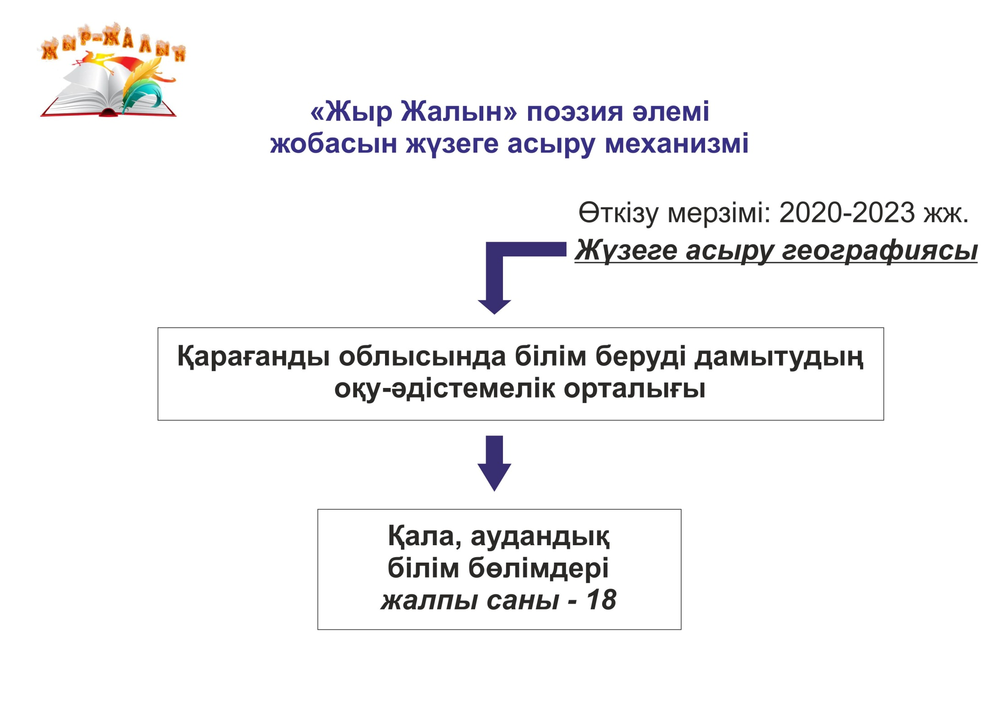 ЖЫР-ЖАЛЫН
«Жыр Жалын» поэзия әлемі
жобасын жүзеге асыру механизмі
Өткізу мерзімі: 2020-2023 жж.
Жүзеге асыру географиясы
Қарағанды облысында білім беруді дамытудың
оқу-әдістемелік орталығы
Қала, аудандық
білім бөлімдері
жалпы саны - 18